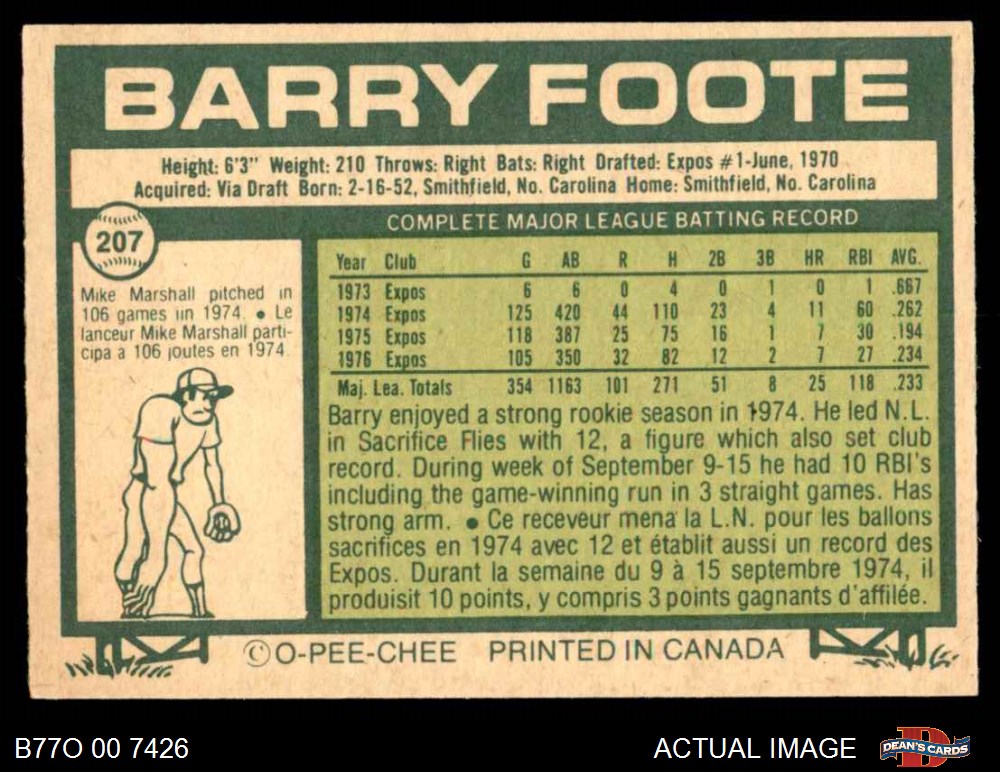 BARRY FOOTE
Height: 6'3" Weight: 210 Throws: Right Bats: Right Drafted: Expos #1-June, 1970
Acquired: Via Draft Born: 2-16-52, Smithfield, No. Carolina Home: Smithfield, No. Carolina
207
COMPLETE MAJOR LEAGUE BATTING RECORD
Mike Marshall pitched in
106 games in 1974. ● Le
lanceur Mike Marshall parti-
cipa à 106 joutes en 1974.
Year Club G AB R H 2B 3B HR RBI AVG.
1973 Expos 6 6 0 4 0 1 0 1 .667
1974 Expos 125 420 44 110 23 4 11 60 .262
1975 Expos 118 387 25 75 16 1 7 30 .194
1976 Expos 105 350 32 82 12 2 7 27 .234
Maj. Lea. Totals 354 1163 101 271 51 8 25 118 .233
Barry enjoyed a strong rookie season in 1974. He led N.L.
in Sacrifice Flies with 12, a figure which also set club
record. During week of September 9-15 he had 10 RBI's
including the game-winning run in 3 straight games. Has
strong arm. ● Ce receveur mena la L.N. pour les ballons
sacrifices en 1974 avec 12 et établit aussi un record des
Expos. Durant la semaine du 9 à 15 septembre 1974, il
produisit 10 points, y compris 3 points gagnants d'affilée.
©O-PEE-CHEE PRINTED IN CANADA
B77O 00 7426
ACTUAL IMAGE
D
DEAN'S CARDS